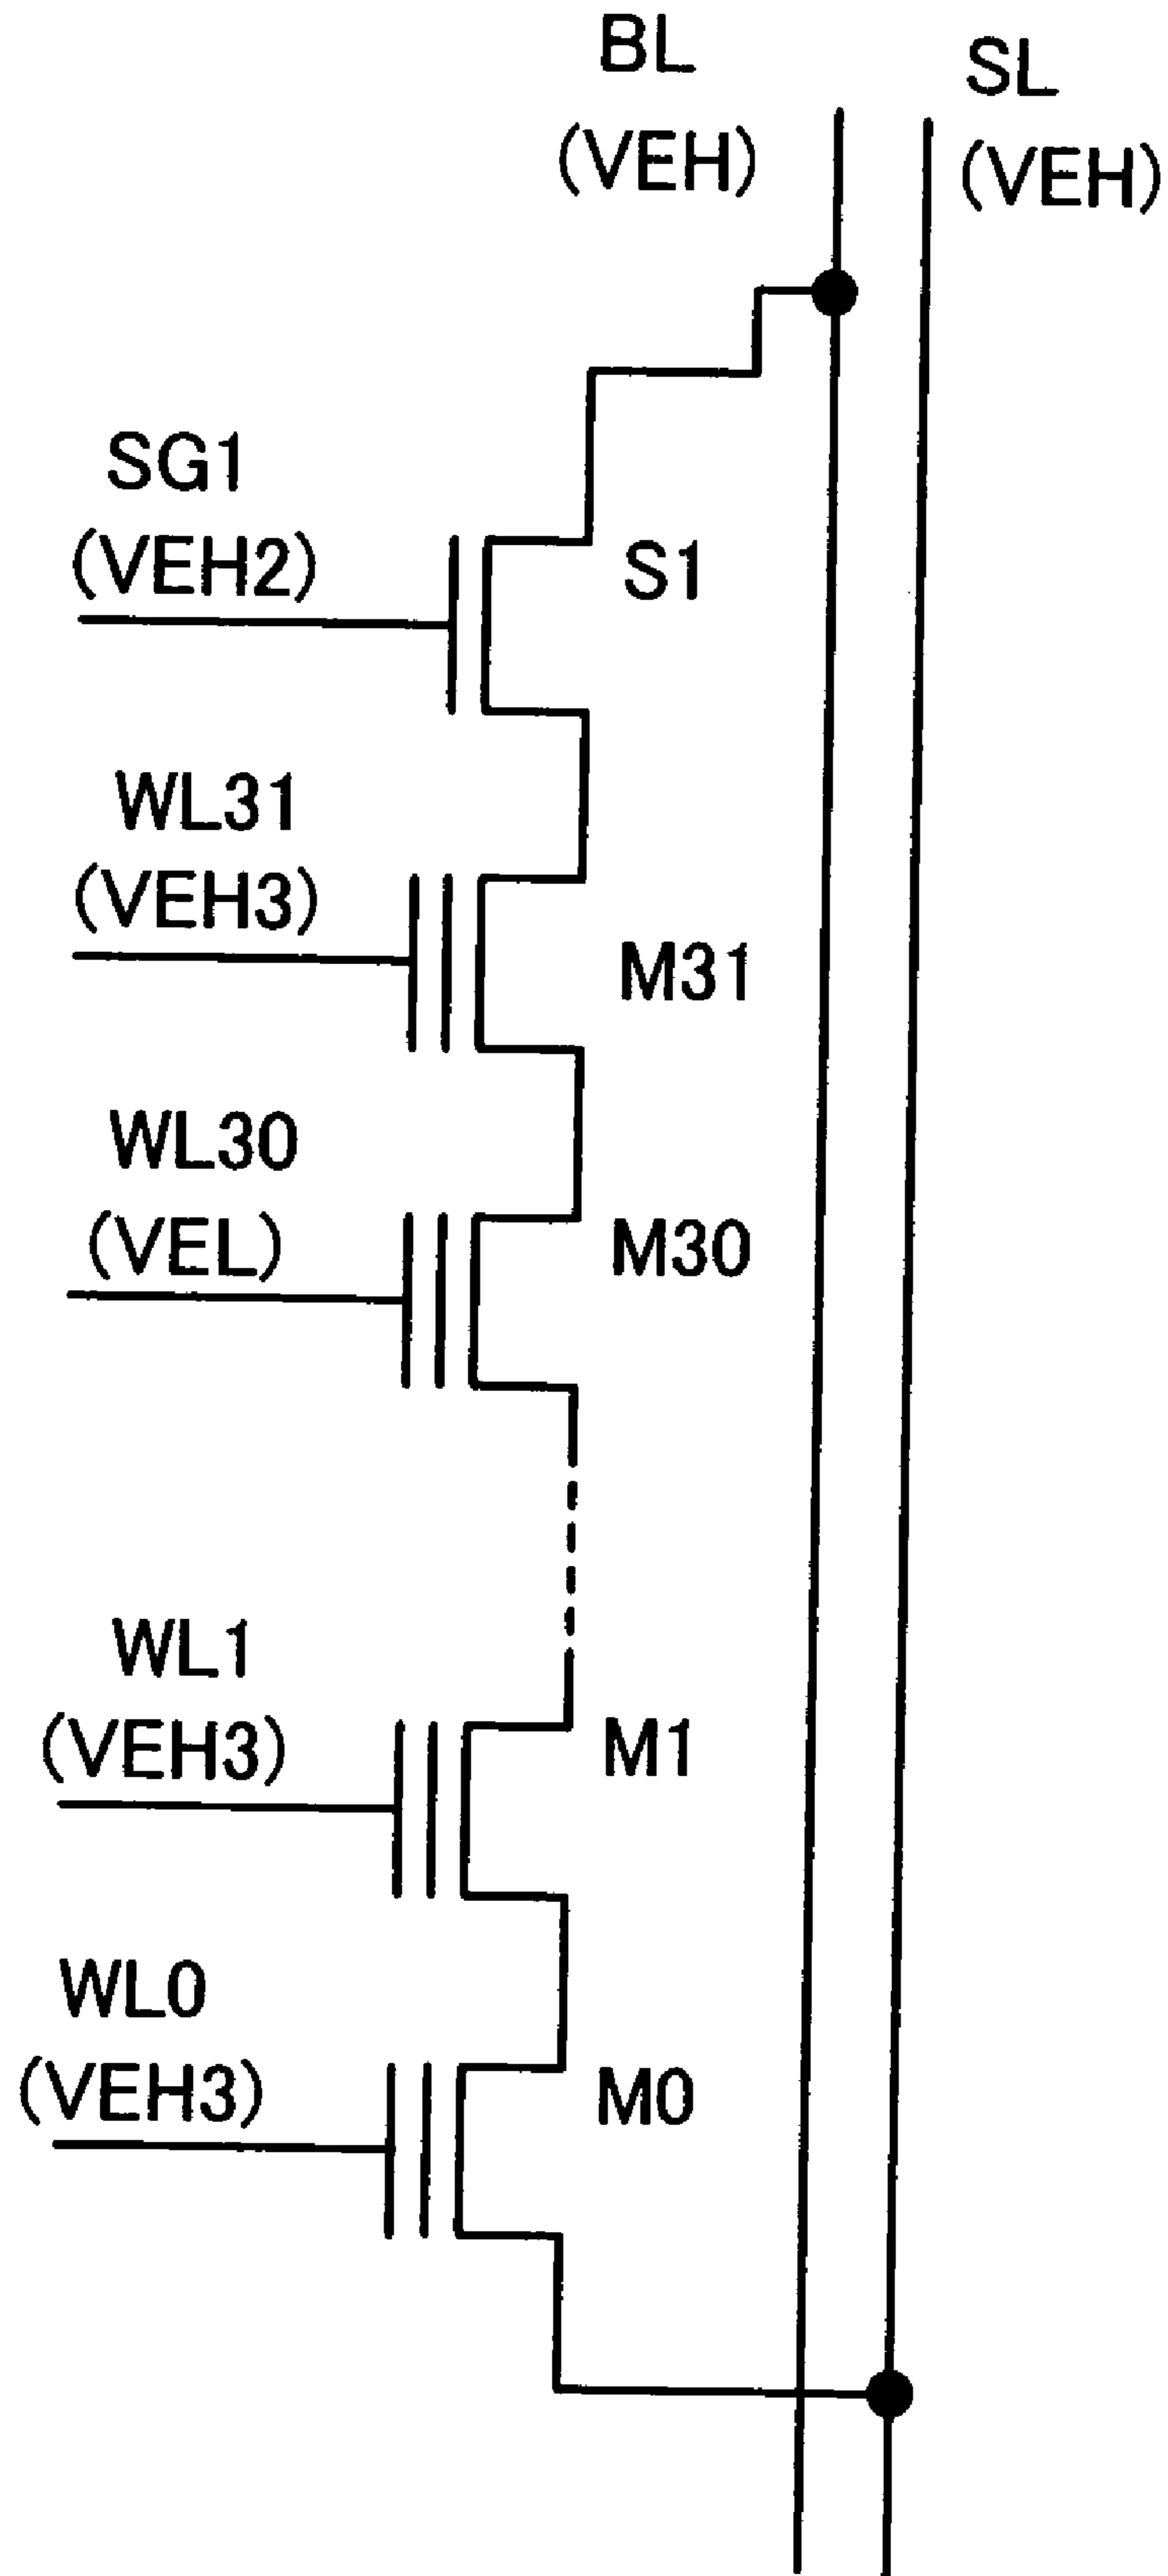 BL
(VEH)
SL
(VEH)
SG1
(VEH2)
S1
WL31
(VEH3)
M31
WL30
(VEL)
M30
WL1
(VEH3)
M1
WL0
(VEH3)
M0